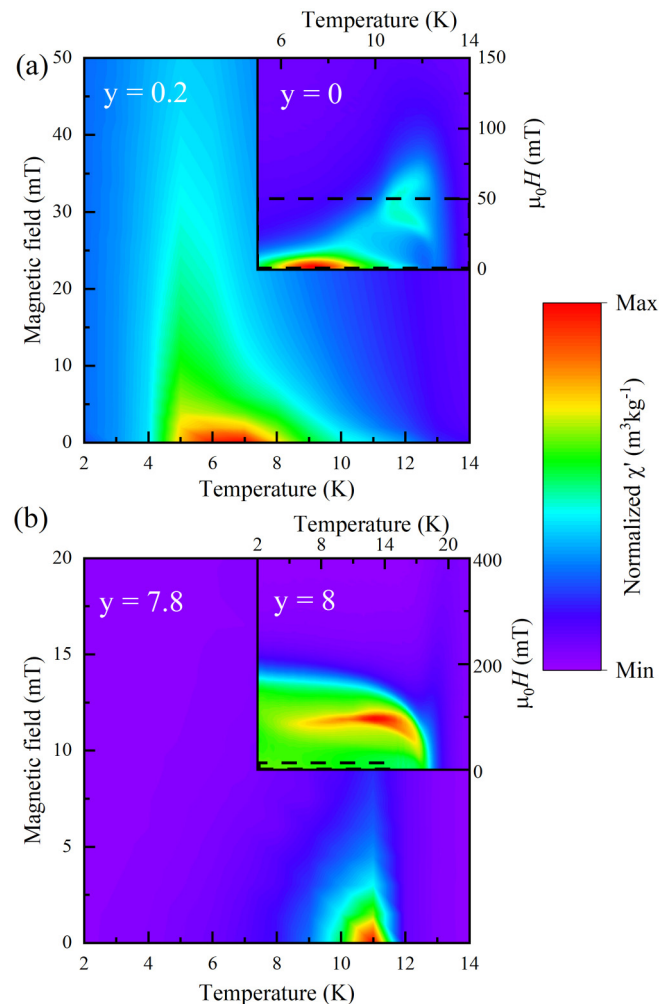 (a)
Temperature (K)
6 8 10 12 14
y = 0.2
y = 0
150
100
50
0
μ₀H (mT)
50
40
30
20
10
0
Magnetic field (mT)
2 4 6 8 10 12 14
Temperature (K)
(b)
Temperature (K)
2 8 14 20
y = 7.8
y = 8
400
200
0
μ₀H (mT)
20
15
10
5
0
Magnetic field (mT)
2 4 6 8 10 12 14
Temperature (K)
Max
Normalized χ' (m³kg⁻¹)
Min